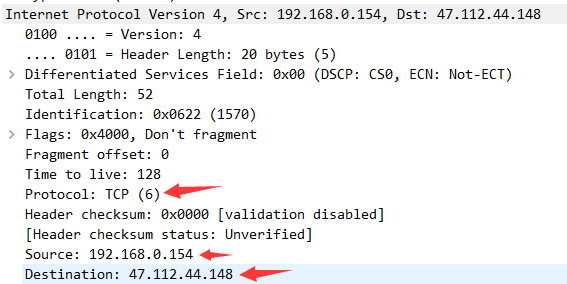 Internet Protocol Version 4, Src: 192.168.0.154, Dst: 47.112.44.148
0100 .... = Version: 4
.... 0101 = Header Length: 20 bytes (5)
Differentiated Services Field: 0x00 (DSCP: CS0, ECN: Not-ECT)
Total Length: 52
Identification: 0x0622 (1570)
Flags: 0x4000, Don't fragment
Fragment offset: 0
Time to live: 128
Protocol: TCP (6)
Header checksum: 0x0000 [validation disabled]
[Header checksum status: Unverified]
Source: 192.168.0.154
Destination: 47.112.44.148